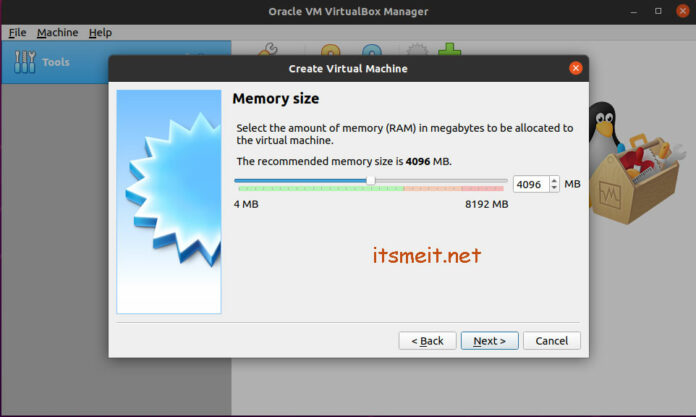 Oracle VM VirtualBox Manager
File Machine Help
Tools
Create Virtual Machine
Memory size
Select the amount of memory (RAM) in megabytes to be allocated to
the virtual machine.
The recommended memory size is 4096 MB.
4096 MB
4 MB 8192 MB
itsmeit.net
< Back Next > Cancel